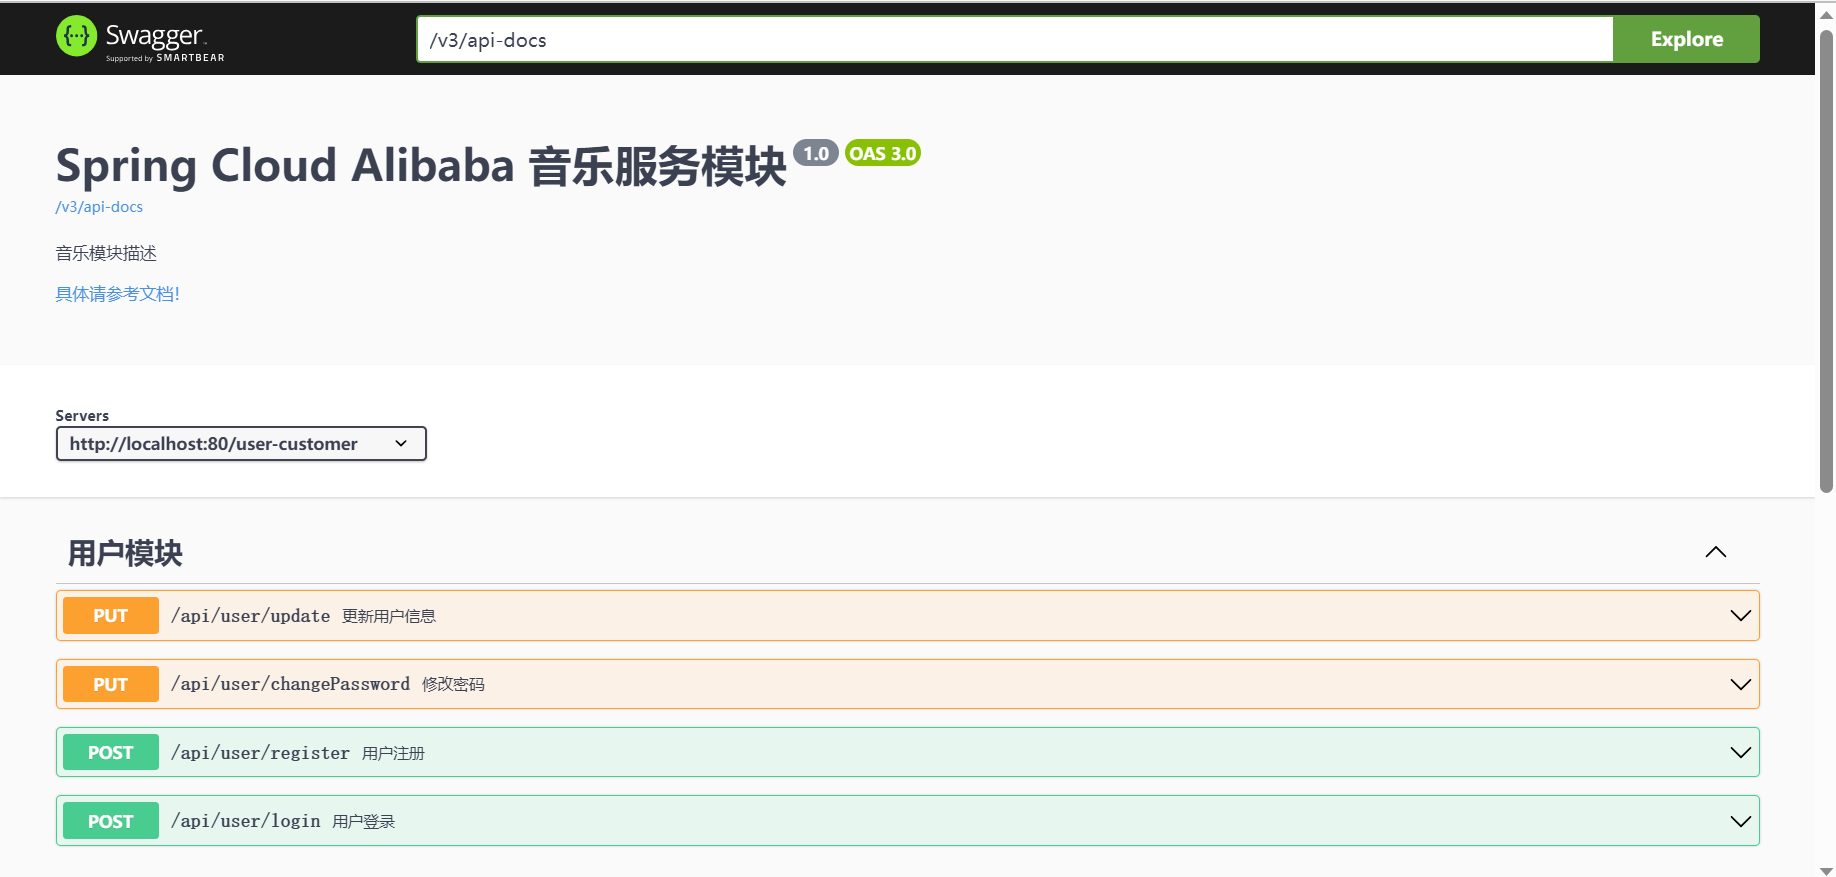 Swagger
Supported by SMARTBEAR
/v3/api-docs
Explore
Spring Cloud Alibaba 音乐服务模块 1.0 OAS 3.0
/v3/api-docs
音乐模块描述
具体请参考文档!
Servers
http://localhost:80/user-customer
用户模块
PUT /api/user/update 更新用户信息
PUT /api/user/changePassword 修改密码
POST /api/user/register 用户注册
POST /api/user/login 用户登录